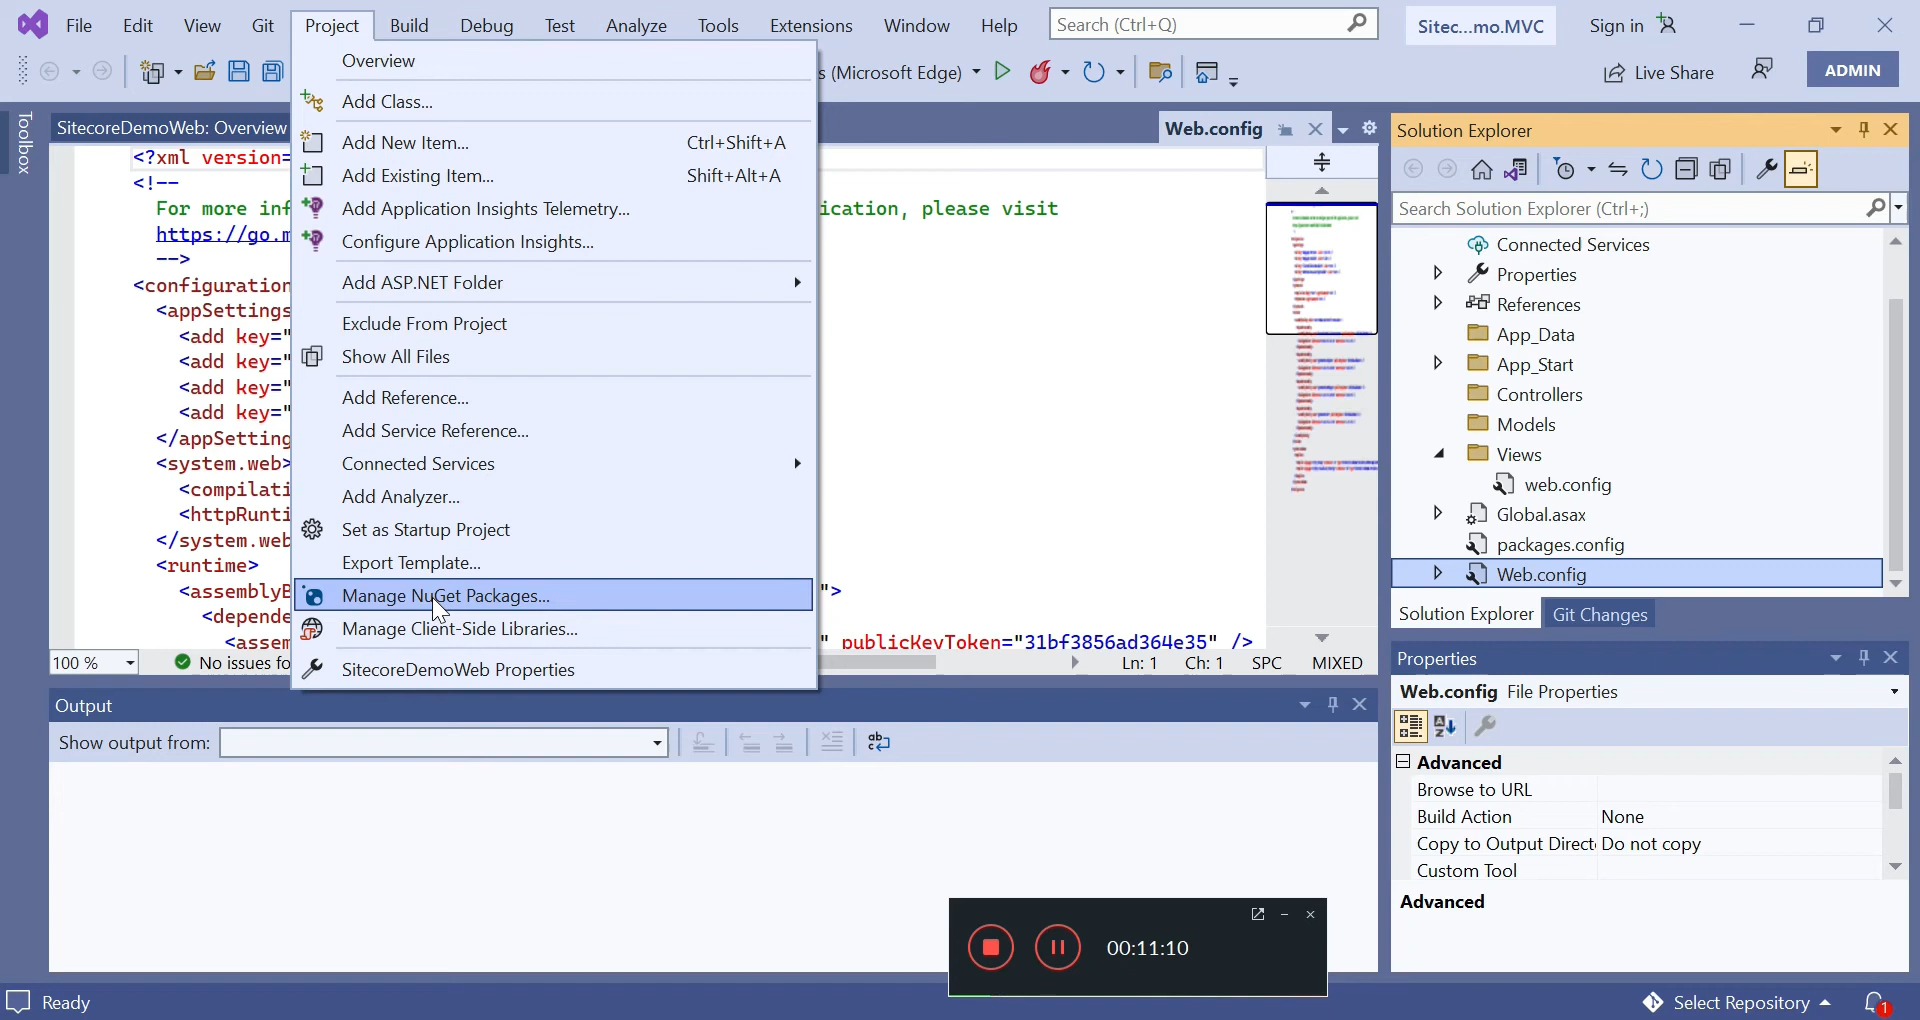 File Edit View Git Project Build Debug Test Analyze Tools Extensions Window Help Search (Ctrl+Q) Sitec...mo.MVC Sign in
s (Microsoft Edge) Live Share ADMIN
Toolbox
SitecoreDemoWeb: Overview
Web.config
<?xml version=
<!--
For more inf
ication, please visit
https://go.m
-->
<configuration
<appSettings
<add key="
<add key="
<add key="
<add key="
</appSetting
<system.web>
<compilati
<httpRunti
</system.web
<runtime>
<assemblyB
">
<depende
<assem
" publicKeyToken="31bf3856ad364e35" />
Overview
Add Class...
Add New Item... Ctrl+Shift+A
Add Existing Item... Shift+Alt+A
Add Application Insights Telemetry...
Configure Application Insights...
Add ASP.NET Folder
Exclude From Project
Show All Files
Add Reference...
Add Service Reference...
Connected Services
Add Analyzer...
Set as Startup Project
Export Template...
Manage NuGet Packages...
Manage Client-Side Libraries...
SitecoreDemoWeb Properties
100 % No issues fo
Ln: 1 Ch: 1 SPC MIXED
Output
Show output from:
Solution Explorer
Search Solution Explorer (Ctrl+;)
Connected Services
Properties
References
App_Data
App_Start
Controllers
Models
Views
web.config
Global.asax
packages.config
Web.config
Solution Explorer Git Changes
Properties
Web.config File Properties
Advanced
Browse to URL
Build Action None
Copy to Output Direct Do not copy
Custom Tool
Advanced
00:11:10
Ready
Select Repository
1